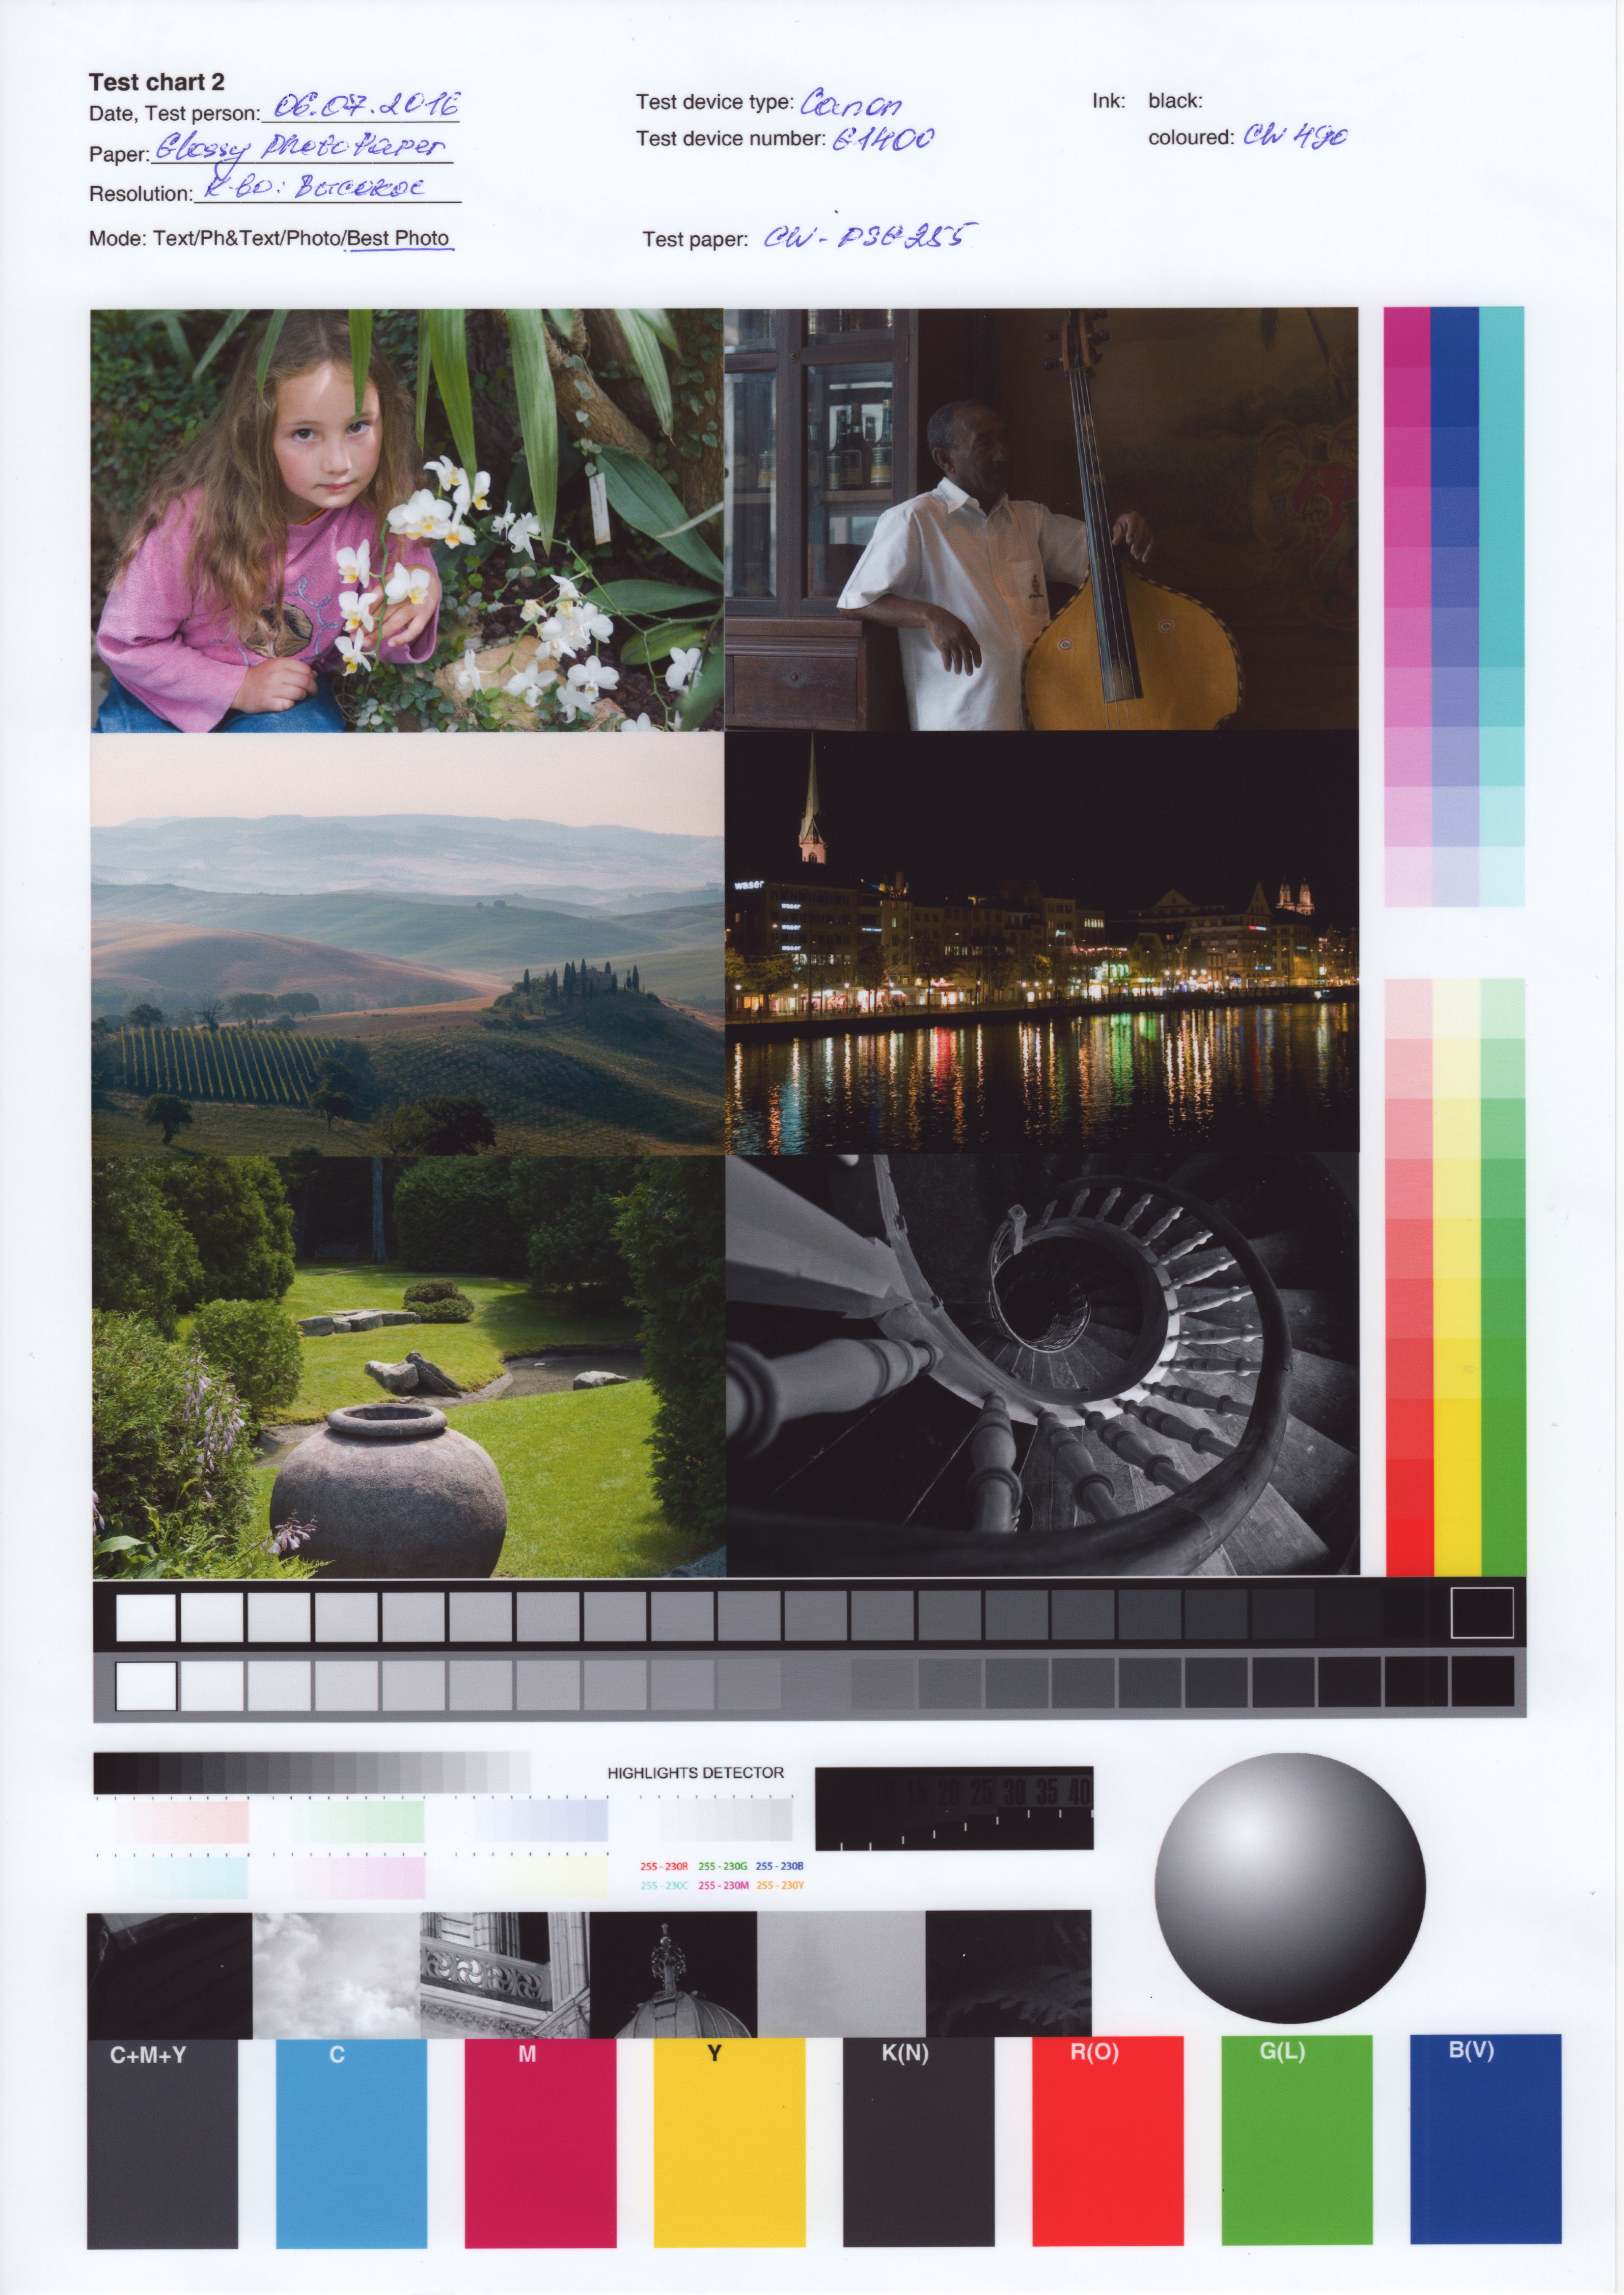 Test chart 2
Date, Test person: 06.07.2016
Paper: Glossy Photo Paper
Resolution: К-во: Высокое
Mode: Text/Ph&Text/Photo/Best Photo
Test device type: Canon
Test device number: G1400
Test paper: CW-PSG255
Ink: black:
coloured: CW 490
waser
waser
waser
waser
HIGHLIGHTS DETECTOR
15 20 25 30 35 40
255 - 230R 255 - 230G 255 - 230B
255 - 230C 255 - 230M 255 - 230Y
C+M+Y C M Y K(N) R(O) G(L) B(V)